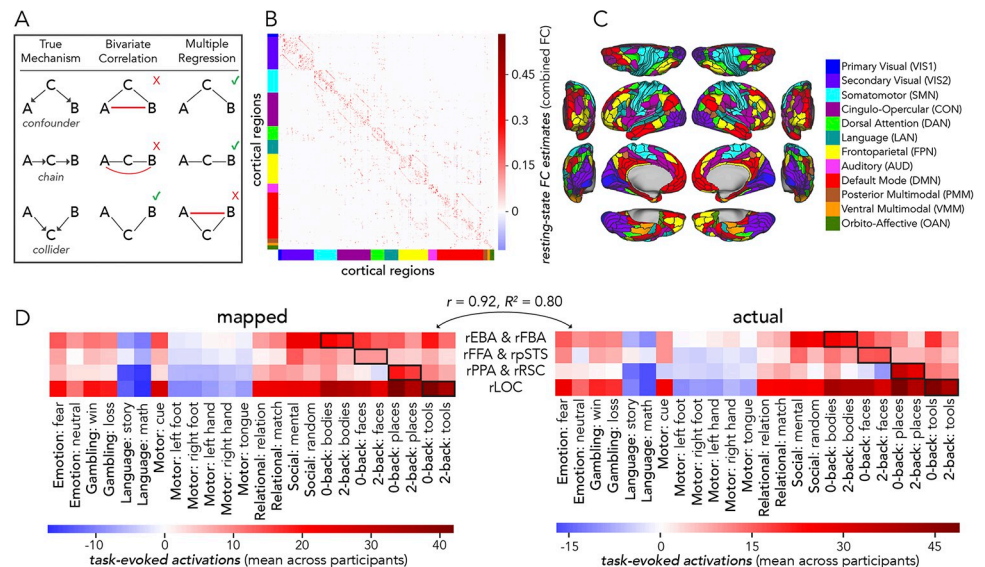 A
True Mechanism
Bivariate Correlation
Multiple Regression
C X C ✓
A B A B A B
confounder
X ✓
A→C→B A–C–B A–C–B
chain
A B A ✓ B A X B
C C C
collider
B
cortical regions
cortical regions
0.45
0.3
0.15
0
resting-state FC estimates (combined FC)
C
Primary Visual (VIS1)
Secondary Visual (VIS2)
Somatomotor (SMN)
Cingulo-Opercular (CON)
Dorsal Attention (DAN)
Language (LAN)
Frontoparietal (FPN)
Auditory (AUD)
Default Mode (DMN)
Posterior Multimodal (PMM)
Ventral Multimodal (VMM)
Orbito-Affective (OAN)
D
mapped
r = 0.92, R² = 0.80
actual
rEBA & rFBA
rFFA & rpSTS
rPPA & rRSC
rLOC
Emotion: fear
Emotion: neutral
Gambling: win
Gambling: loss
Language: story
Language: math
Motor: cue
Motor: left foot
Motor: right foot
Motor: left hand
Motor: right hand
Motor: tongue
Relational: relation
Relational: match
Social: mental
Social: random
0-back: bodies
2-back: bodies
0-back: faces
2-back: faces
0-back: places
2-back: places
0-back: tools
2-back: tools
-10 0 10 20 30 40
task-evoked activations (mean across participants)
Emotion: fear
Emotion: neutral
Gambling: win
Gambling: loss
Language: story
Language: math
Motor: cue
Motor: left foot
Motor: right foot
Motor: left hand
Motor: right hand
Motor: tongue
Relational: relation
Relational: match
Social: mental
Social: random
0-back: bodies
2-back: bodies
0-back: faces
2-back: faces
0-back: places
2-back: places
0-back: tools
2-back: tools
-15 0 15 30 45
task-evoked activations (mean across participants)